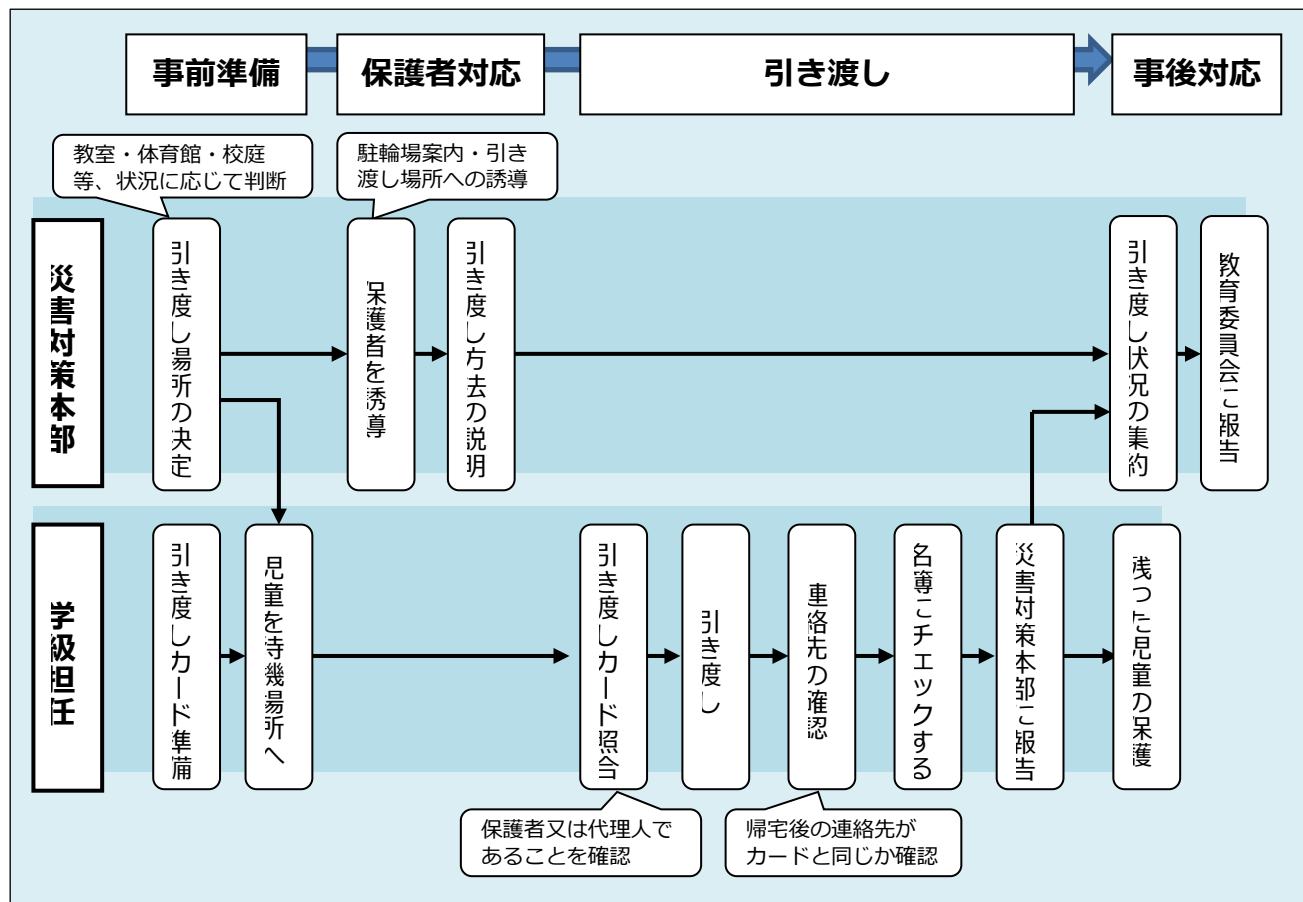 事前準備
保護者対応
引き渡し
事後対応
教室・体育館・校庭
等、状況に応じて判断
駐輪場案内・引き
渡し場所への誘導
災害対策本部
引き渡し場所の決定
保護者を誘導
引き渡し方法の説明
引き渡し状況の集約
教育委員会に報告
学級担任
引き渡しカード準備
児童を待機場所へ
引き渡しカード照合
引き渡し
連絡先の確認
名簿にチェックする
災害対策本部に報告
残った児童の保護
保護者又は代理人で
あることを確認
帰宅後の連絡先が
カードと同じか確認